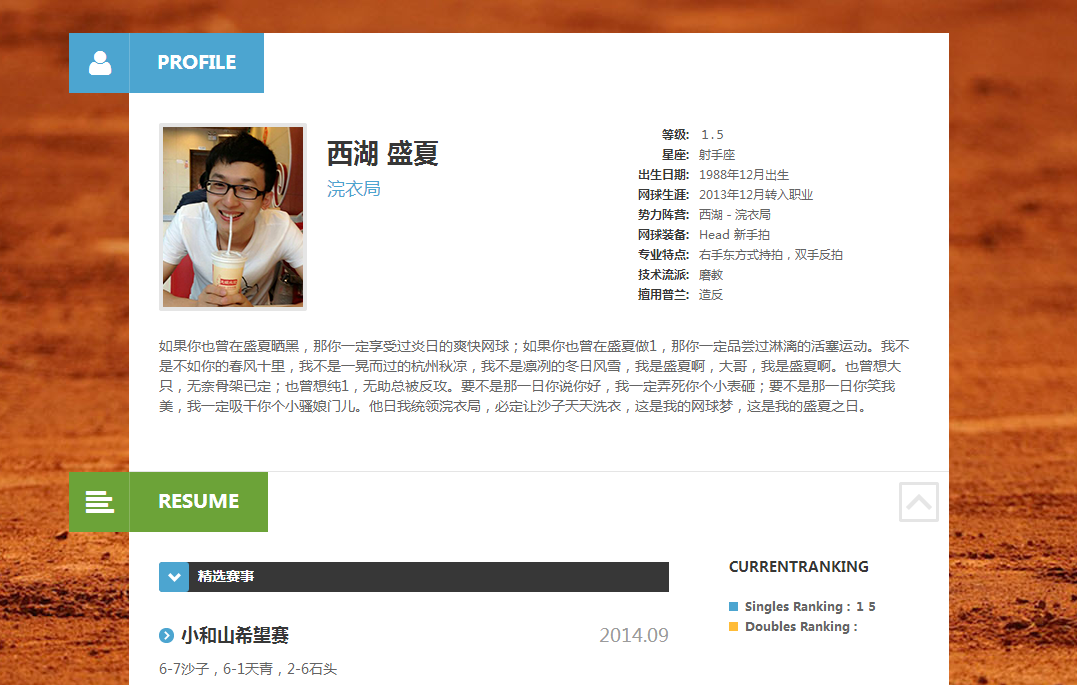 PROFILE
西湖 盛夏
浣衣局
等级: 1.5
星座: 射手座
出生日期: 1988年12月出生
网球生涯: 2013年12月转入职业
势力阵营: 西湖 - 浣衣局
网球装备: Head 新手拍
专业特点: 右手东方式持拍，双手反拍
技术流派: 磨教
擅用普兰: 造反
如果你也曾在盛夏晒黑，那你一定享受过炎日的爽快网球；如果你也曾在盛夏做1，那你一定品尝过淋漓的活塞运动。我不
是不如你的春风十里，我不是一晃而过的杭州秋凉，我不是凛冽的冬日风雪，我是盛夏啊，大哥，我是盛夏啊。也曾想大
只，无奈骨架已定；也曾想纯1，无助总被反攻。要不是那一日你说你好，我一定弄死你个小表砸；要不是那一日你笑我
美，我一定吸干你个小骚娘门儿。他日我统领浣衣局，必定让沙子天天洗衣，这是我的网球梦，这是我的盛夏之日。
RESUME
精选赛事
小和山希望赛 2014.09
6-7沙子，6-1天青，2-6石头
CURRENTRANKING
Singles Ranking : 1 5
Doubles Ranking :